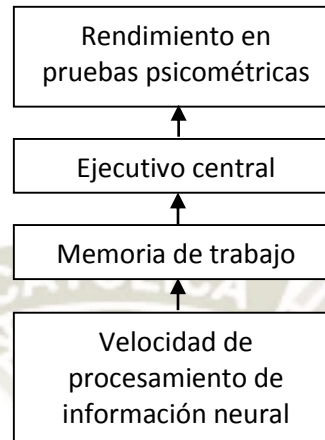 Rendimiento en
pruebas psicométricas
Ejecutivo central
Memoria de trabajo
Velocidad de
procesamiento de
información neural